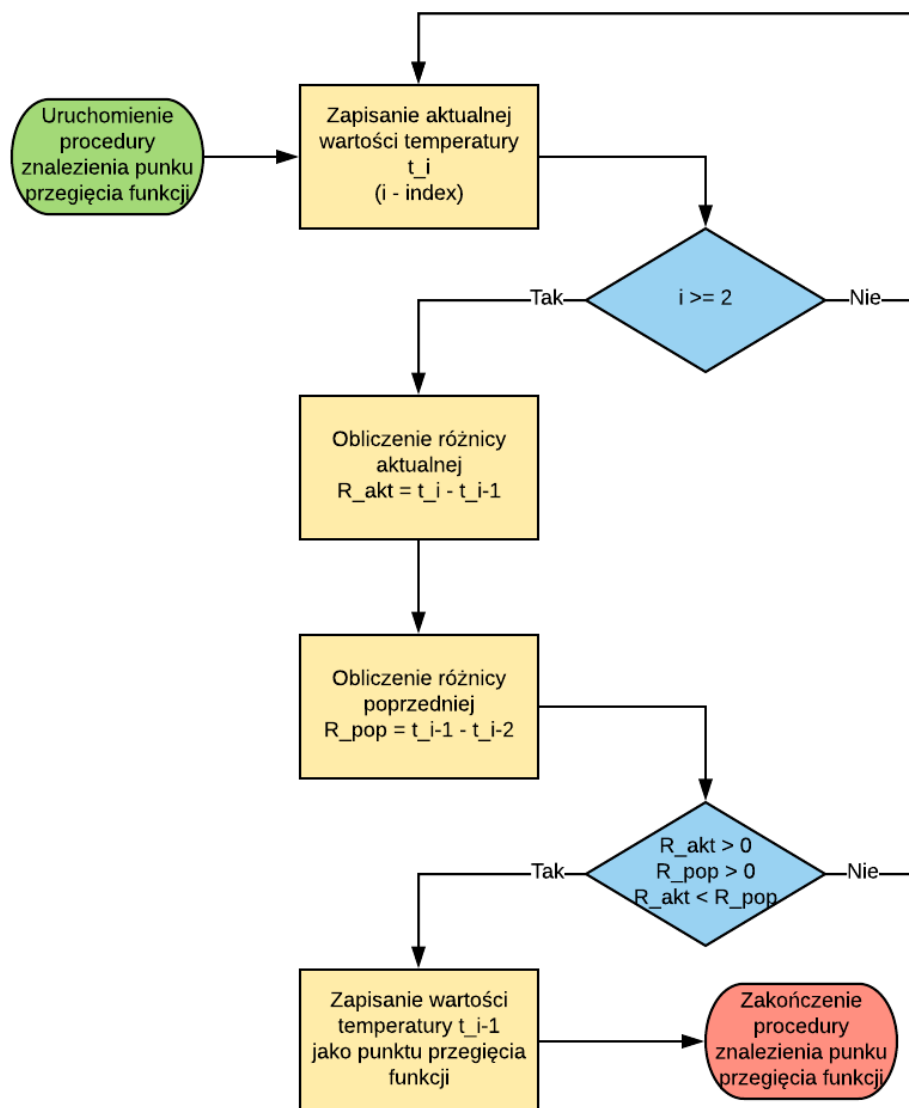 Uruchomienie
procedury
znalezienia punku
przegięcia funkcji
Zapisanie aktualnej
wartości temperatury
t_i
(i - index)
i >= 2
Tak
Nie
Obliczenie różnicy
aktualnej
R_akt = t_i - t_i-1
Obliczenie różnicy
poprzedniej
R_pop = t_i-1 - t_i-2
R_akt > 0
R_pop > 0
R_akt < R_pop
Tak
Nie
Zapisanie wartości
temperatury t_i-1
jako punktu przegięcia
funkcji
Zakończenie
procedury
znalezienia punku
przegięcia funkcji